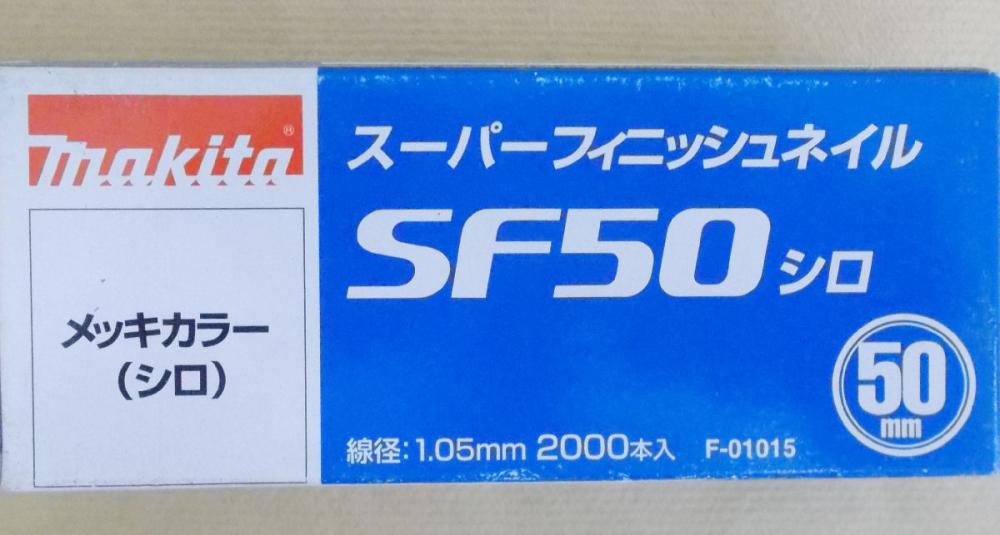 makita®
メッキカラー
(シロ)
スーパーフィニッシュネイル
SF50 シロ
50
mm
線径:1.05mm 2000本入 F-01015